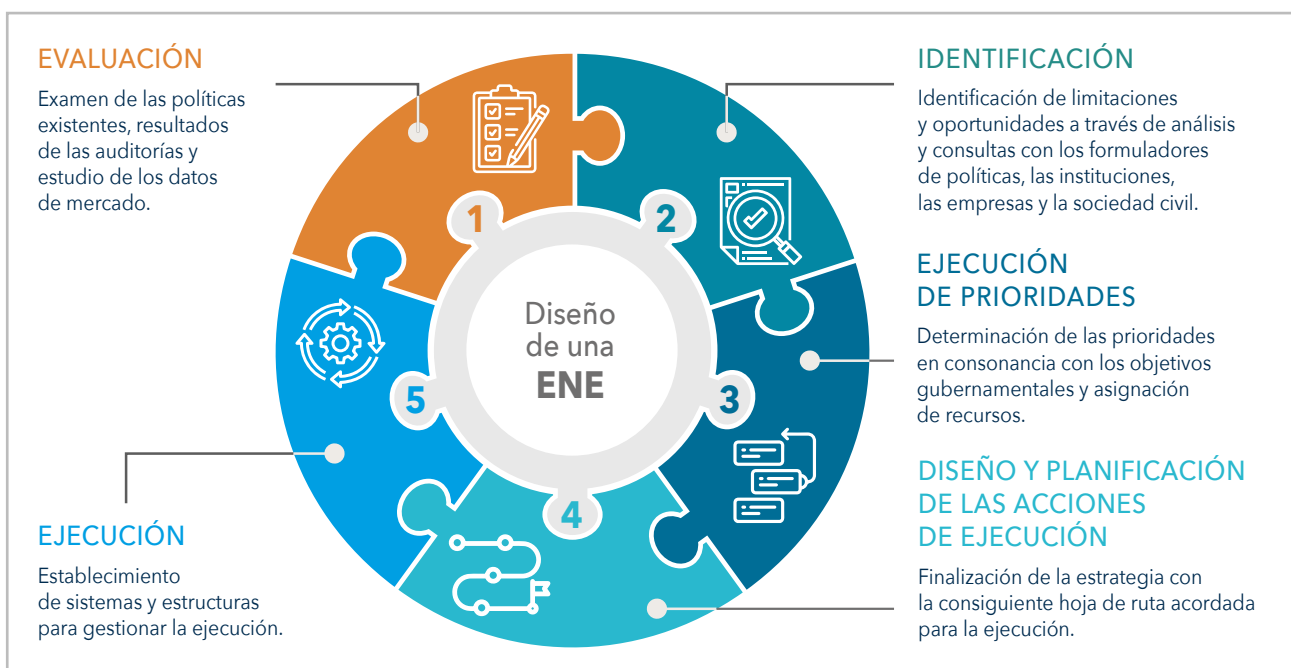 EVALUACIÓN
Examen de las políticas
existentes, resultados
de las auditorías y
estudio de los datos
de mercado.
IDENTIFICACIÓN
Identificación de limitaciones
y oportunidades a través de análisis
y consultas con los formuladores
de políticas, las instituciones,
las empresas y la sociedad civil.
EJECUCIÓN
DE PRIORIDADES
Determinación de las prioridades
en consonancia con los objetivos
gubernamentales y asignación
de recursos.
DISEÑO Y PLANIFICACIÓN
DE LAS ACCIONES
DE EJECUCIÓN
Finalización de la estrategia con
la consiguiente hoja de ruta acordada
para la ejecución.
EJECUCIÓN
Establecimiento
de sistemas y estructuras
para gestionar la ejecución.
1
2
3
4
5
Diseño
de una
ENE